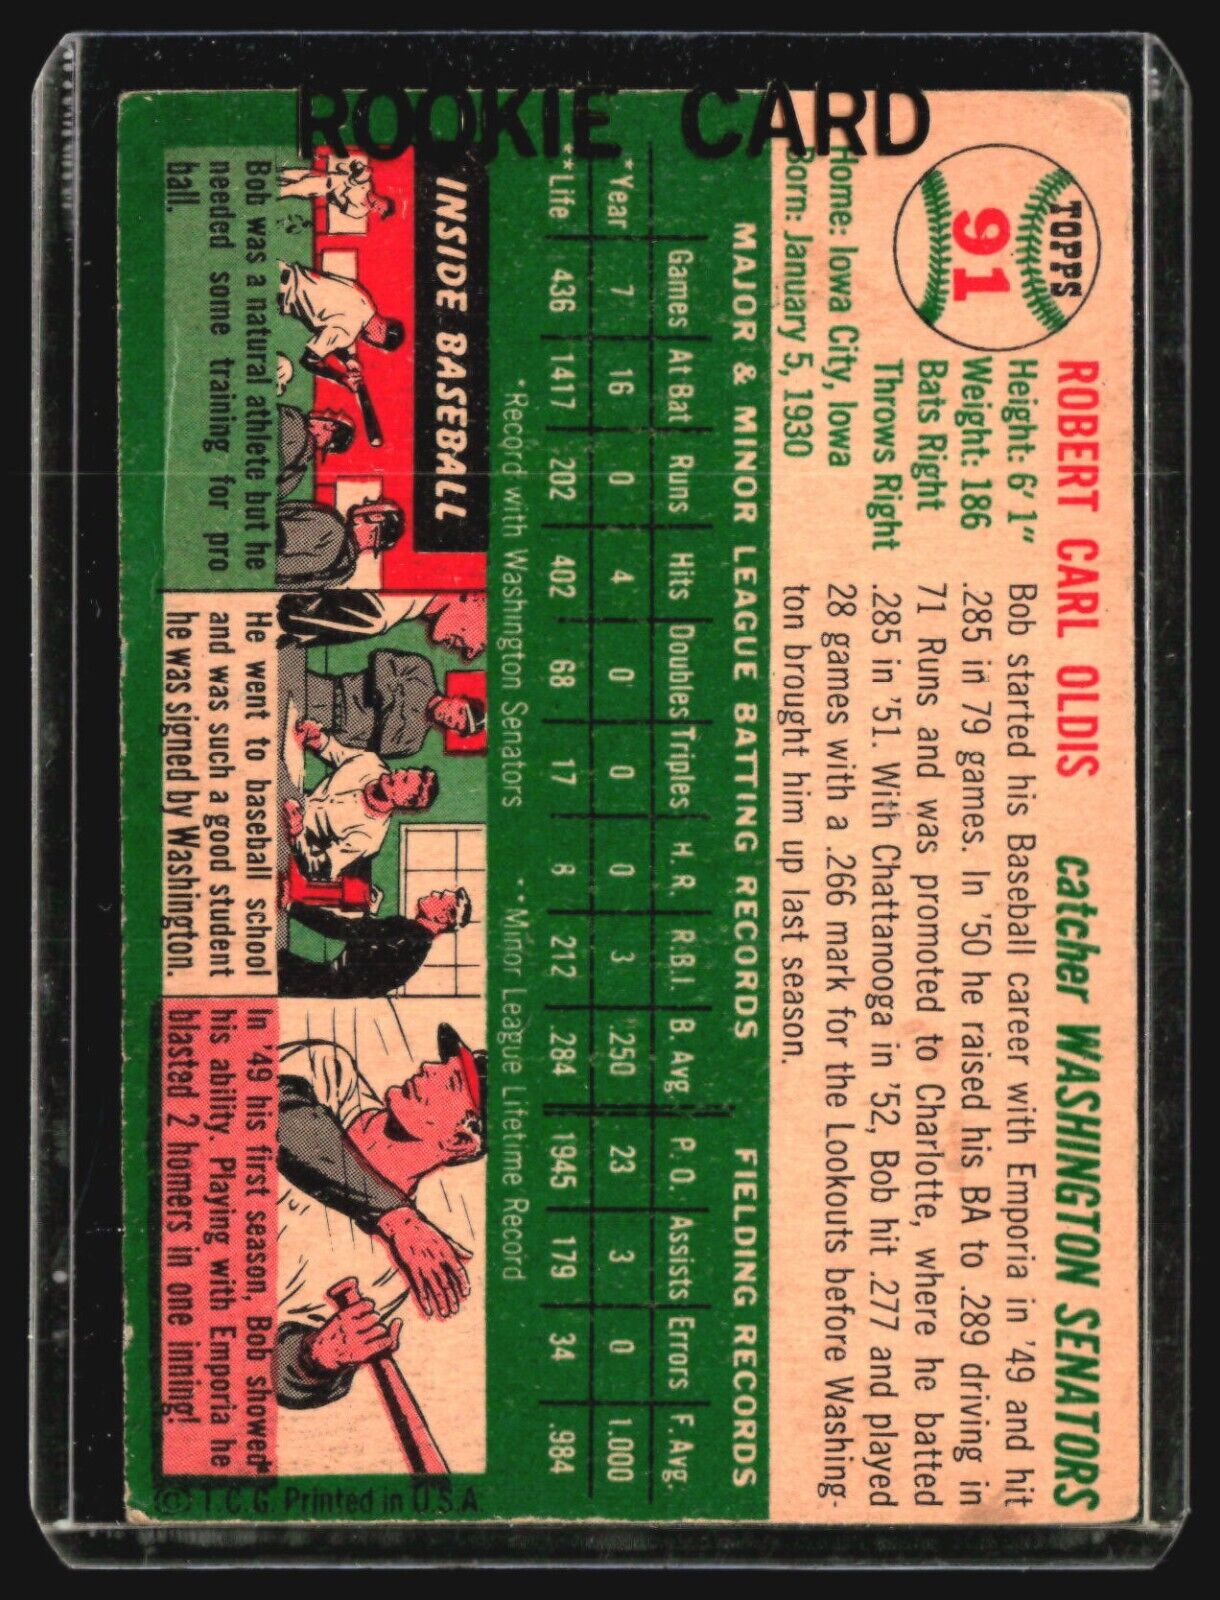 ROOKIE CARD
TOPPS
91
ROBERT CARL OLDIS catcher WASHINGTON SENATORS
Height: 6' 1"
Weight: 186
Bats Right
Throws Right
Home: Iowa City, Iowa
Born: January 5, 1930
Bob started his Baseball career with Emporia in '49 and hit
.285 in 79 games. In '50 he raised his BA to .289 driving in
71 Runs and was promoted to Charlotte, where he batted
.285 in '51. With Chattanooga in '52, Bob hit .277 and played
28 games with a .266 mark for the Lookouts before Washing-
ton brought him up last season.
MAJOR & MINOR LEAGUE BATTING RECORDS FIELDING RECORDS
Games At Bat Runs Hits Doubles Triples H. R. R.B.I. B. Avg. P. O. Assists Errors F. Avg.
*Year 7 16 0 4 0 0 0 3 .250 23 3 0 1.000
**Life 436 1417 202 402 68 17 8 212 .284 1945 179 34 .984
*Record with Washington Senators **Minor League Lifetime Record
INSIDE BASEBALL
Bob was a natural athlete but he
needed some training for pro
ball.
He went to baseball school
and was such a good student
he was signed by Washington.
In '49 his first season, Bob showed
his ability. Playing with Emporia he
blasted 2 homers in one inning!
© T.C.G. Printed in U.S.A.